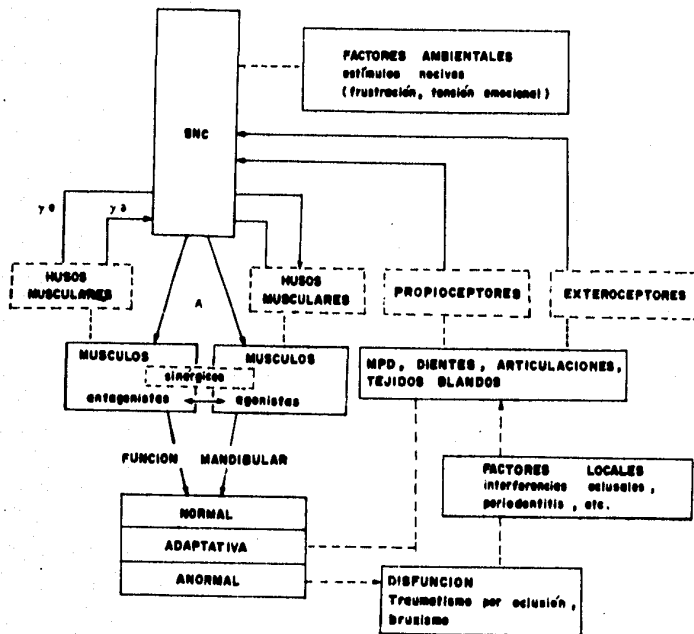 FACTORES AMBIENTALES
estímulos nocivos
(frustración, tensión emocional)
SNC
γ e
γ a
HUSOS
MUSCULARES
HUSOS
MUSCULARES
PROPIOCEPTORES
EXTEROCEPTORES
A
MUSCULOS
MUSCULOS
sinérgicos
antagonistas
agonistas
MPD, DIENTES, ARTICULACIONES,
TEJIDOS BLANDOS
FUNCION MANDIBULAR
FACTORES LOCALES
interferencias oclusales,
periodontitis, etc.
NORMAL
ADAPTATIVA
ANORMAL
DISFUNCION
Traumatismo por oclusión,
bruxismo